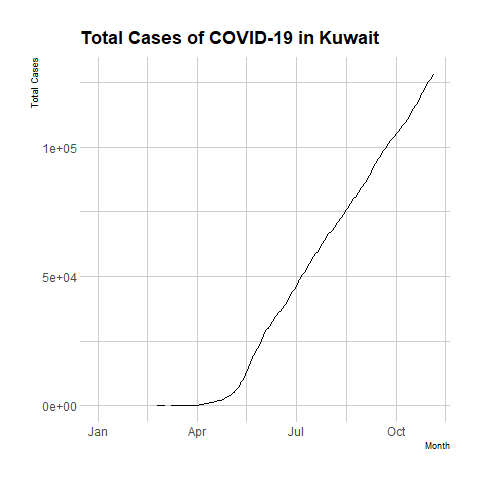 Total Cases of COVID-19 in Kuwait
Total Cases
1e+05
5e+04
0e+00
Jan Apr Jul Oct
Month